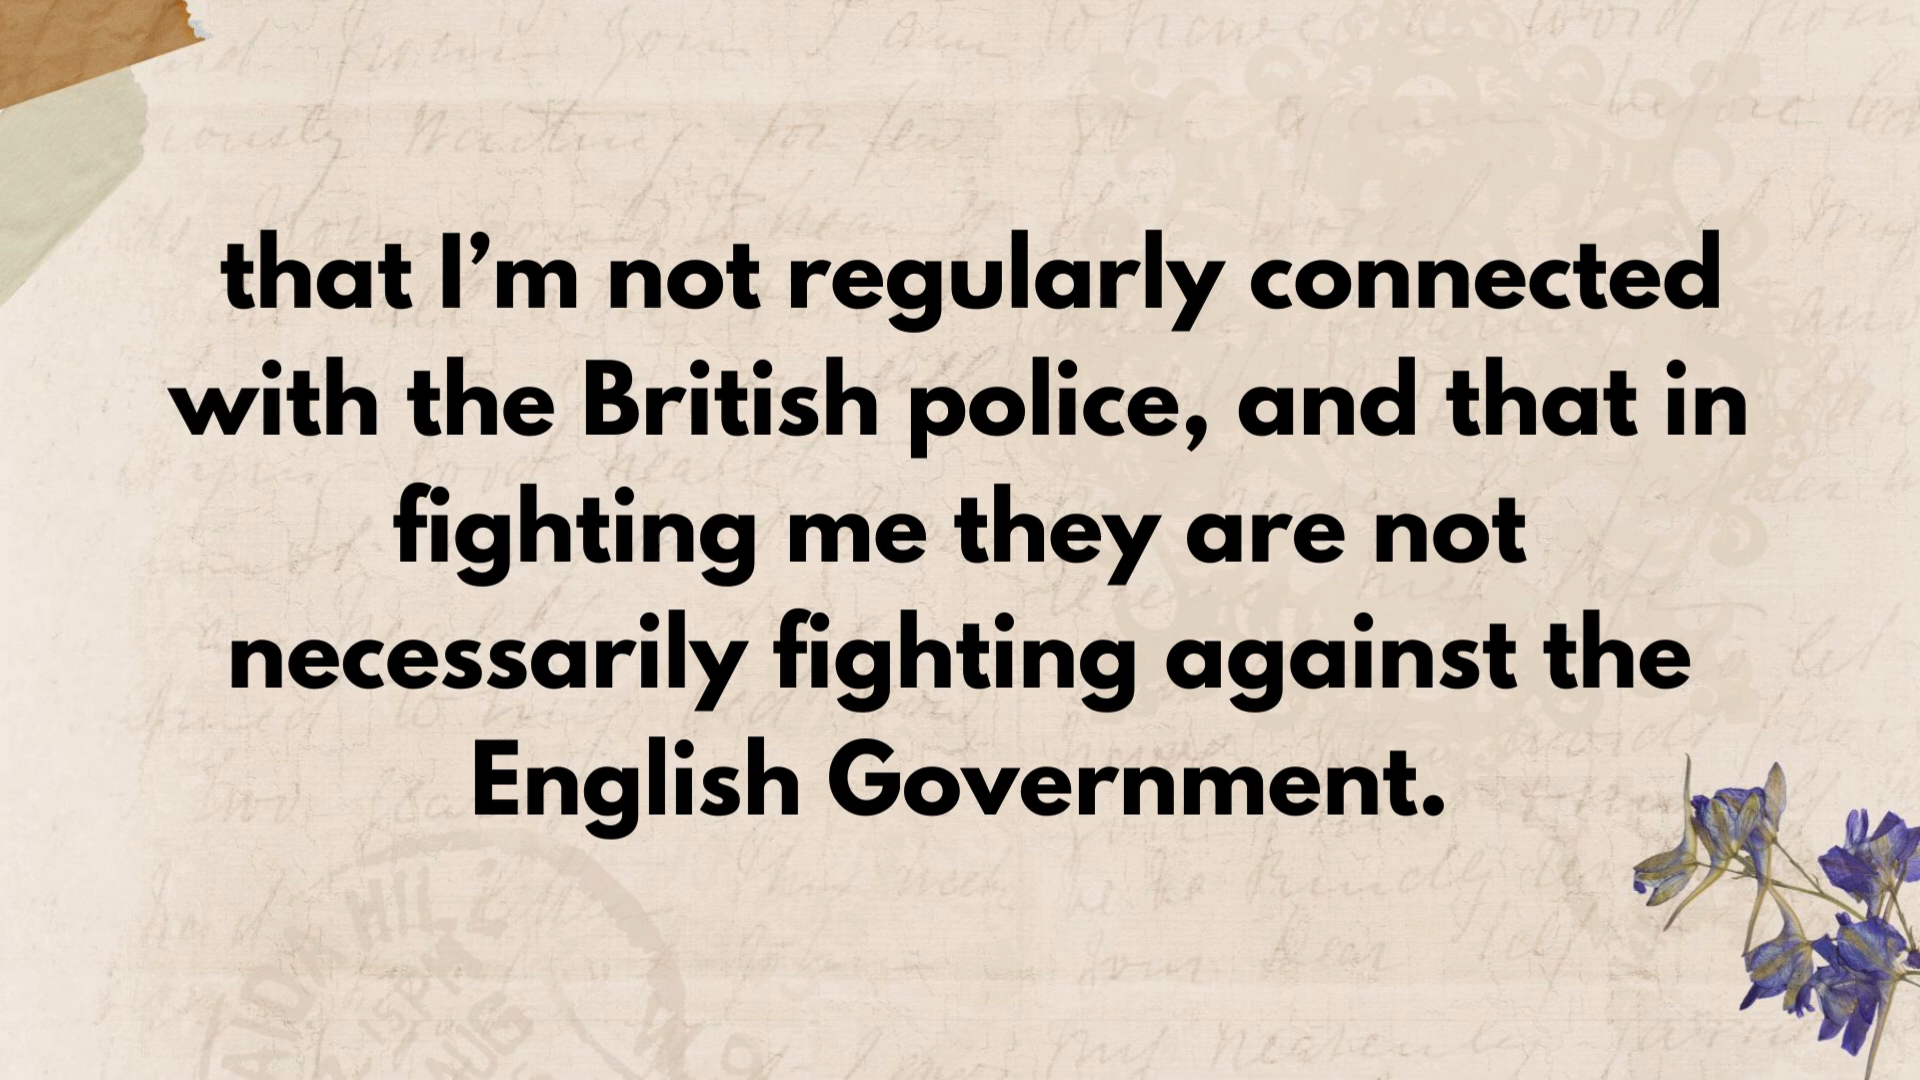 that I’m not regularly connected
with the British police, and that in
fighting me they are not
necessarily fighting against the
English Government.